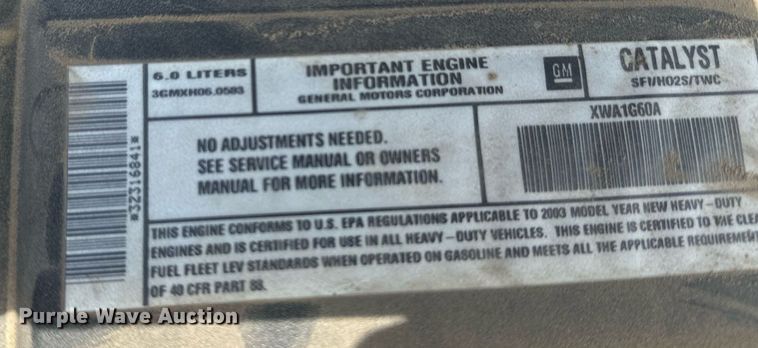 6.0 LITERS
3GMXH06.0583
IMPORTANT ENGINE
INFORMATION
GENERAL MOTORS CORPORATION
GM
CATALYST
SFI/HO2S/TWC
*32316841*
NO ADJUSTMENTS NEEDED.
SEE SERVICE MANUAL OR OWNERS
MANUAL FOR MORE INFORMATION.
XWA1G60A
THIS ENGINE CONFORMS TO U.S. EPA REGULATIONS APPLICABLE TO 2003 MODEL YEAR NEW HEAVY-DUTY
ENGINES AND IS CERTIFIED FOR USE IN ALL HEAVY-DUTY VEHICLES. THIS ENGINE IS CERTIFIED TO THE CLEA
FUEL FLEET LEV STANDARDS WHEN OPERATED ON GASOLINE AND MEETS ALL THE APPLICABLE REQUIREMENT
OF 40 CFR PART 88.
Purple Wave Auction